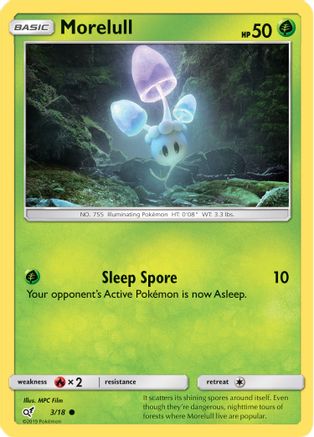 BASIC Morelull HP 50
NO. 755 Illuminating Pokémon HT: 0'08" WT: 3.3 lbs.
Sleep Spore 10
Your opponent's Active Pokémon is now Asleep.
weakness × 2 resistance retreat
Illus. MPC Film
It scatters its shining spores around itself. Even
though they're dangerous, nighttime tours of
forests where Morelull live are popular.
3/18
©2019 Pokémon